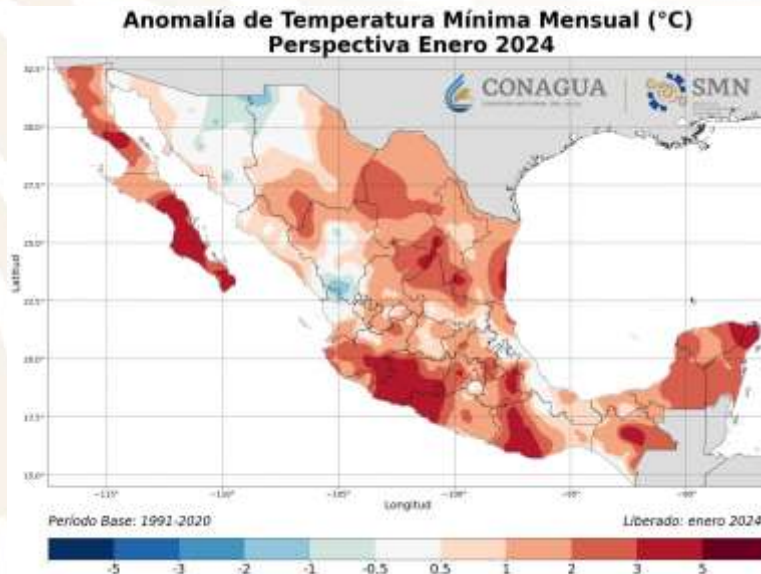 Anomalía de Temperatura Mínima Mensual (°C)
Perspectiva Enero 2024
CONAGUA
SMN
Latitud
Longitud
Período Base: 1991-2020
Liberado: enero 2024
-5 -3 -2 -1 -0.5 0.5 1 2 3 5